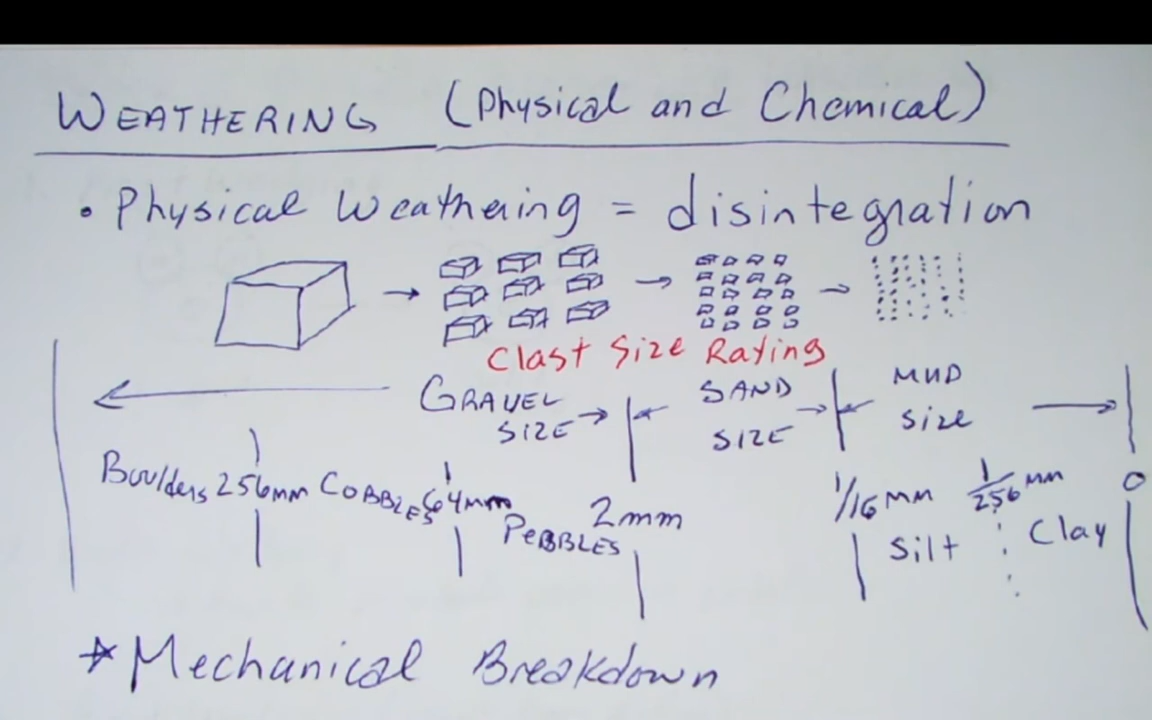 WEATHERING (Physical and Chemical)
• Physical Weathering = disintegration
Clast Size Rating
GRAVEL SIZE
SAND SIZE
MUD Size
Boulders 256mm COBBLES 64mm PEBBLES 2mm 1/16 mm Silt 1/256 mm Clay 0
* Mechanical Breakdown